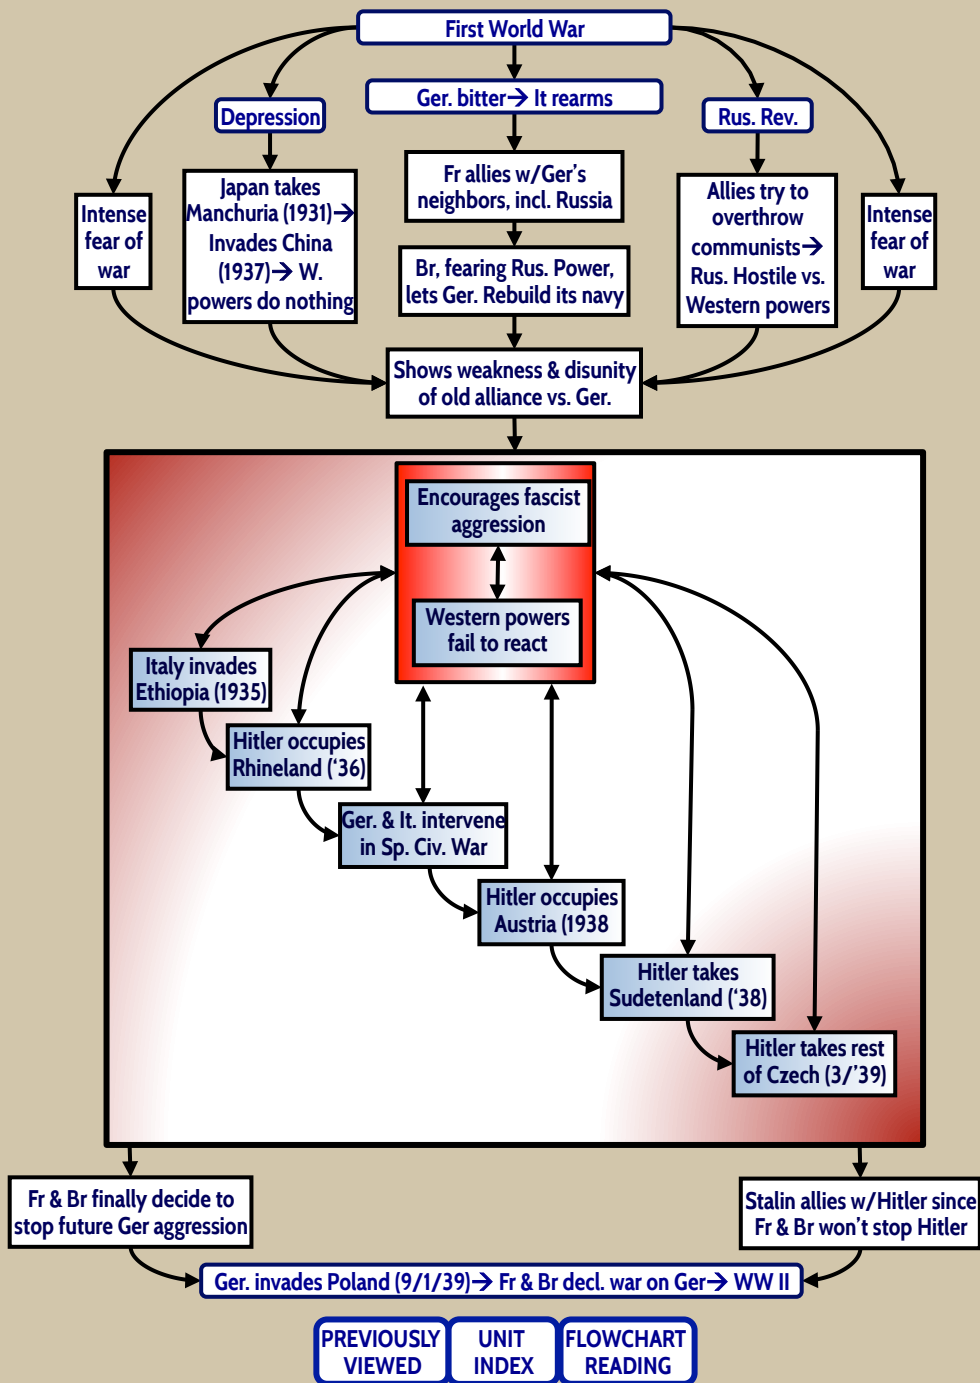 First World War
Depression
Ger. bitter→ It rearms
Rus. Rev.
Intense
fear of
war
Japan takes
Manchuria (1931)→
Invades China
(1937)→ W.
powers do nothing
Fr allies w/Ger's
neighbors, incl. Russia
Br, fearing Rus. Power,
lets Ger. Rebuild its navy
Allies try to
overthrow
communists→
Rus. Hostile vs.
Western powers
Intense
fear of
war
Shows weakness & disunity
of old alliance vs. Ger.
Encourages fascist
aggression
Western powers
fail to react
Italy invades
Ethiopia (1935)
Hitler occupies
Rhineland (‘36)
Ger. & It. intervene
in Sp. Civ. War
Hitler occupies
Austria (1938
Hitler takes
Sudetenland (‘38)
Hitler takes rest
of Czech (3/’39)
Fr & Br finally decide to
stop future Ger aggression
Stalin allies w/Hitler since
Fr & Br won’t stop Hitler
Ger. invades Poland (9/1/39)→ Fr & Br decl. war on Ger→ WW II
PREVIOUSLY
VIEWED
UNIT
INDEX
FLOWCHART
READING